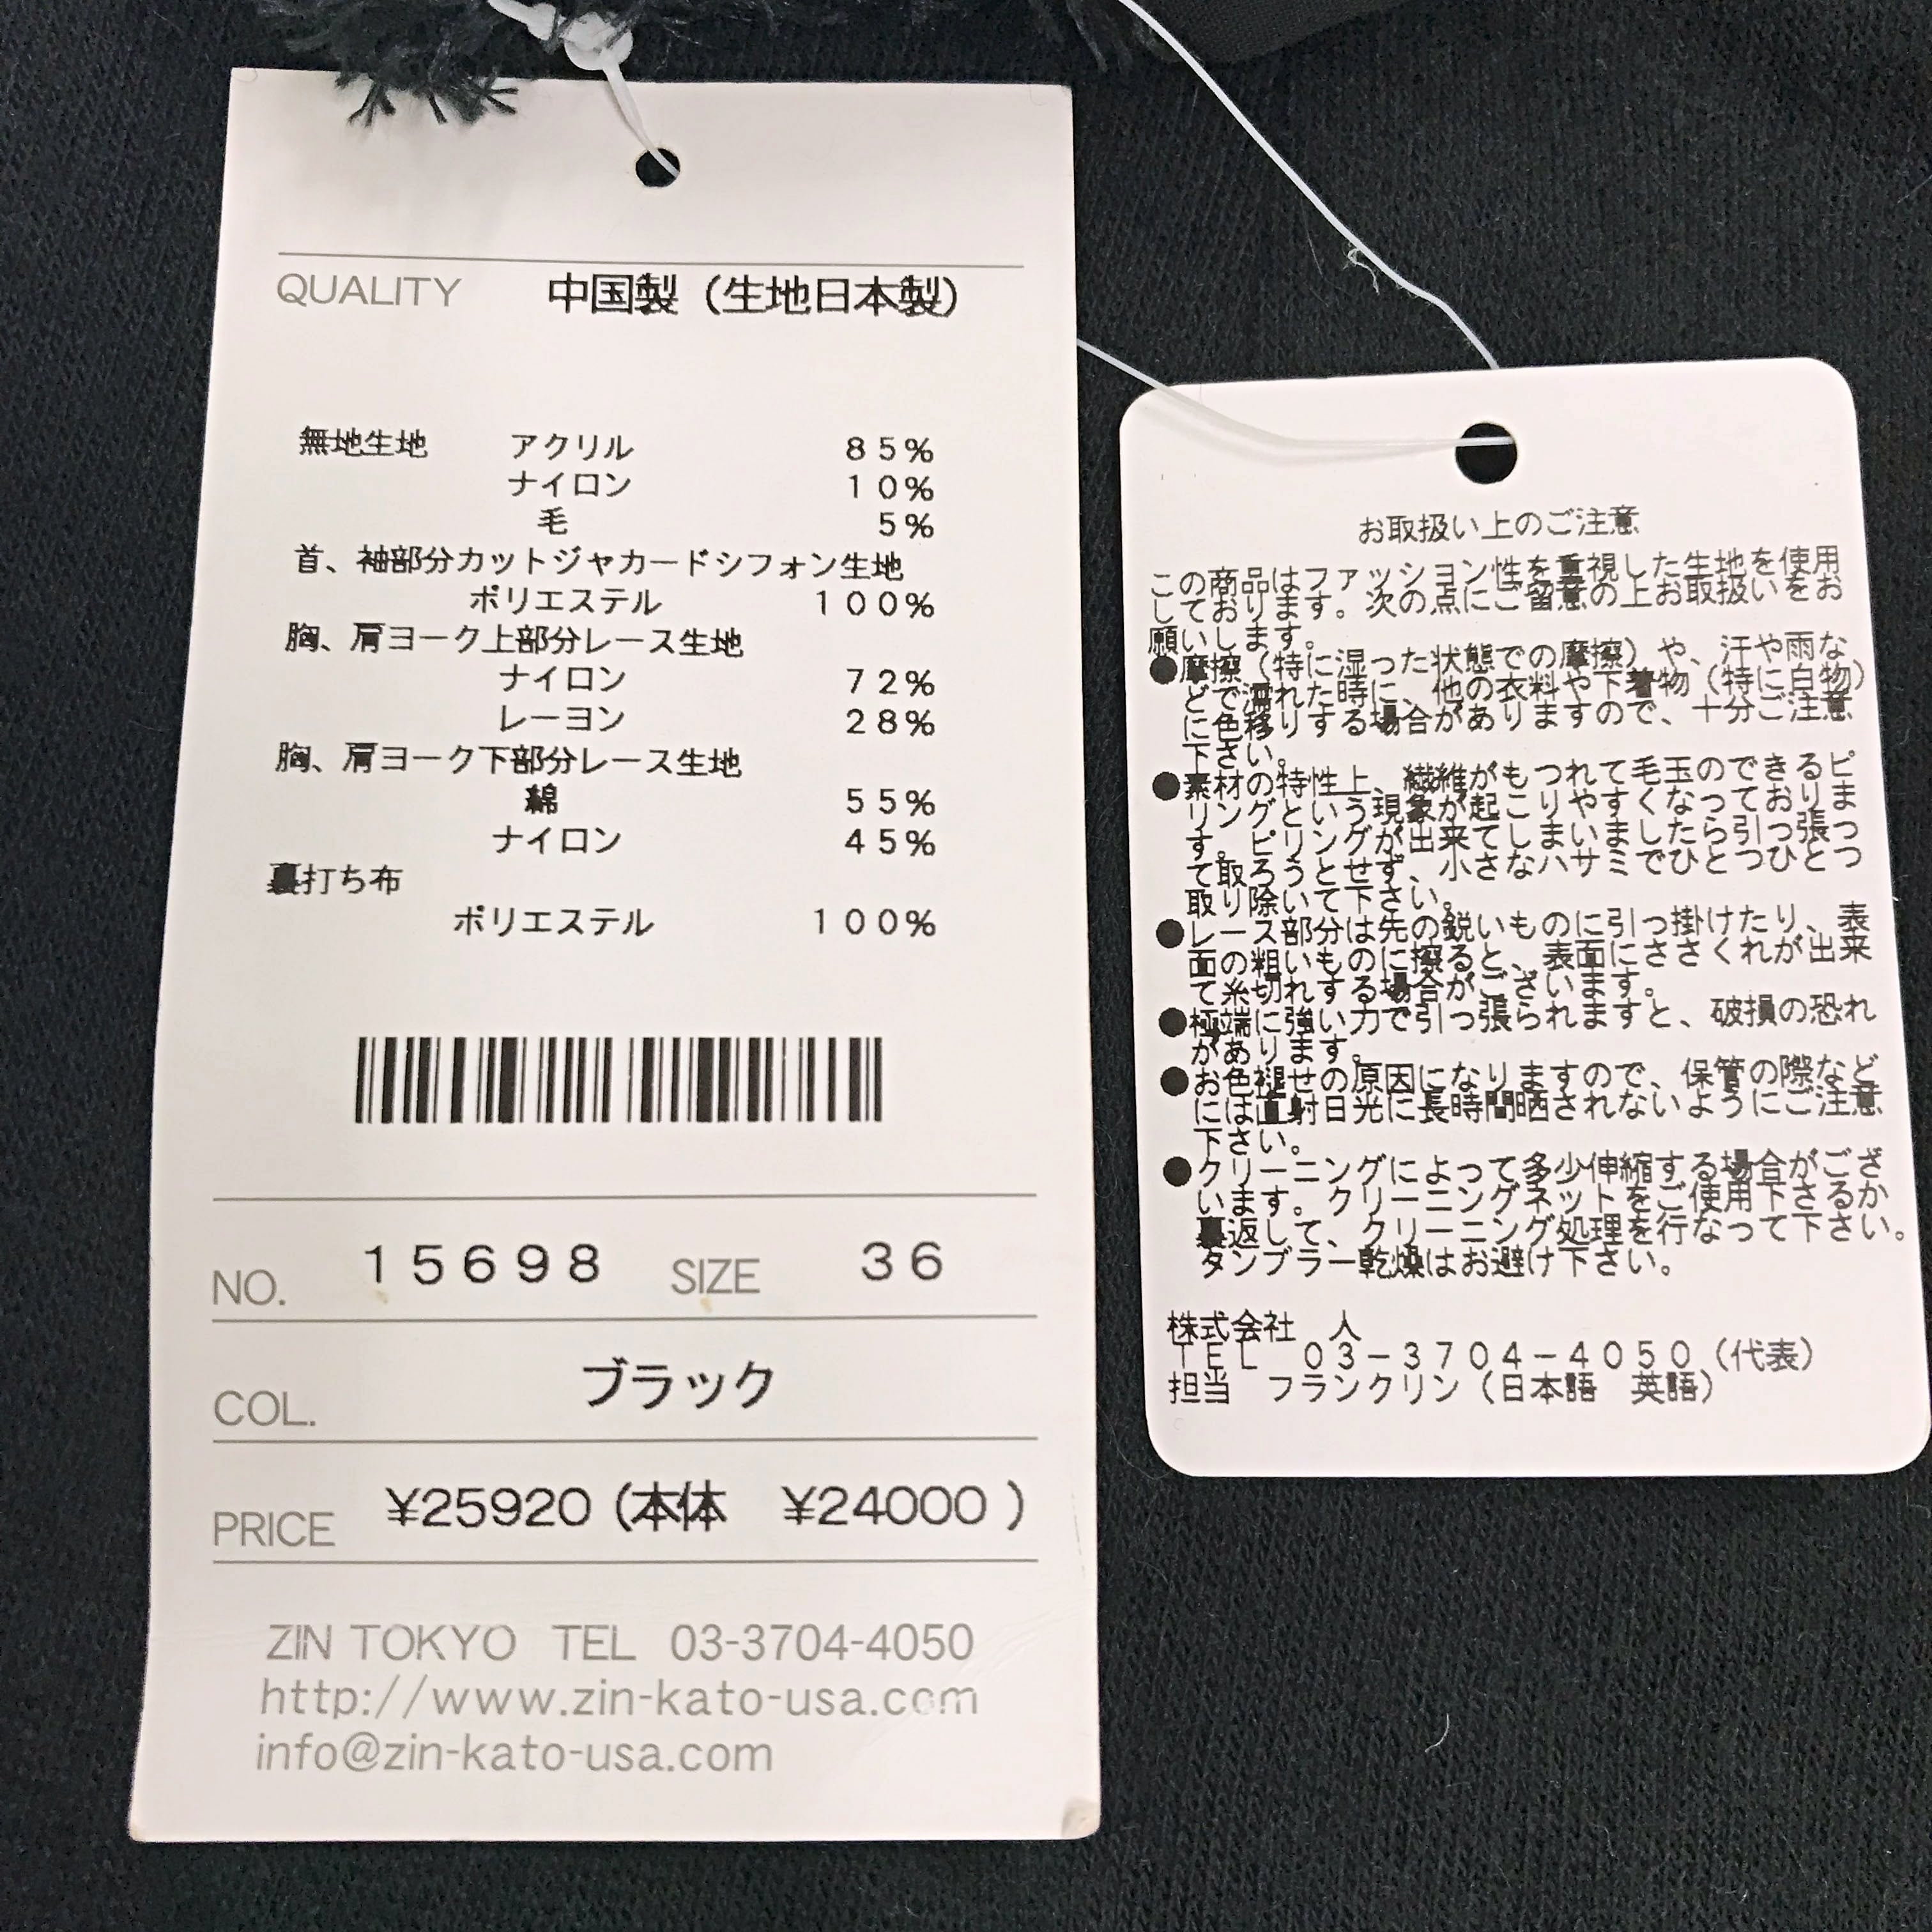 QUALITY 中国製（生地日本製）
無地生地 アクリル 85%
ナイロン 10%
毛 5%
首、袖部分カットジャカードシフォン生地
ポリエステル 100%
胸、肩ヨーク上部分レース生地
ナイロン 72%
レーヨン 28%
胸、肩ヨーク下部分レース生地
綿 55%
ナイロン 45%
裏打ち布
ポリエステル 100%
NO. 15698 SIZE 36
COL. ブラック
PRICE ¥25920（本体 ¥24000）
ZIN TOKYO TEL 03-3704-4050
http://www.zin-kato-usa.com
info@zin-kato-usa.com
お取扱い上のご注意
この商品はファッション性を重視した生地を使用
しております。次の点にご留意の上お取扱いをお
願いします。
●摩擦（特に湿った状態での摩擦）や、汗や雨な
どで濡れた時に、他の衣料や下着物（特に白物）
に色移りする場合がありますので、十分ご注意
下さい。
●素材の特性上、繊維がもつれて毛玉のできるピ
リングという現象が起こりやすくなっておりま
す。ピリングが出来てしまいましたら引っ張っ
て取ろうとせず、小さなハサミでひとつひとつ
取り除いて下さい。
●レース部分は先の鋭いものに引っ掛けたり、表
面の粗いものに擦ると、表面にささくれが出来
て糸切れする場合がございます。
●極端に強い力で引っ張られますと、破損の恐れ
があります。
●お色褪せの原因になりますので、保管の際など
には直射日光に長時間晒されないようにご注意
下さい。
●クリーニングによって多少伸縮する場合がござ
います。クリーニングネットをご使用下さるか
裏返して、クリーニング処理を行なって下さい。
タンブラー乾燥はお避け下さい。
株式会社 人
TEL 03-3704-4050（代表）
担当 フランクリン（日本語 英語）